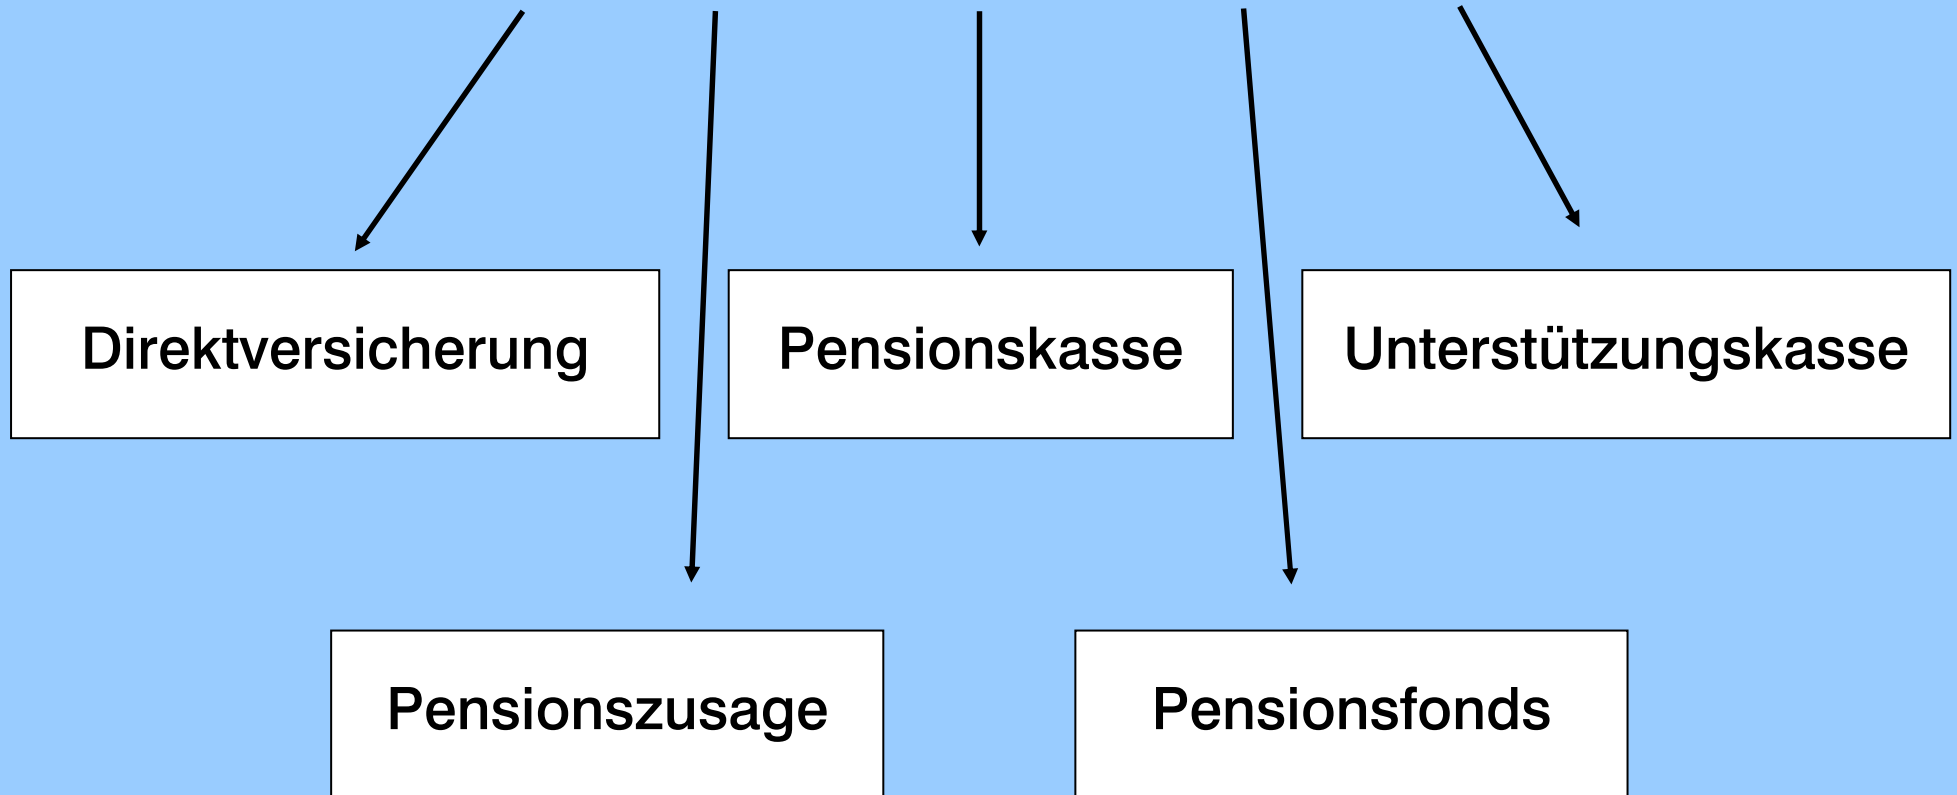 Direktversicherung
Pensionskasse
Unterstützungskasse
Pensionszusage
Pensionsfonds